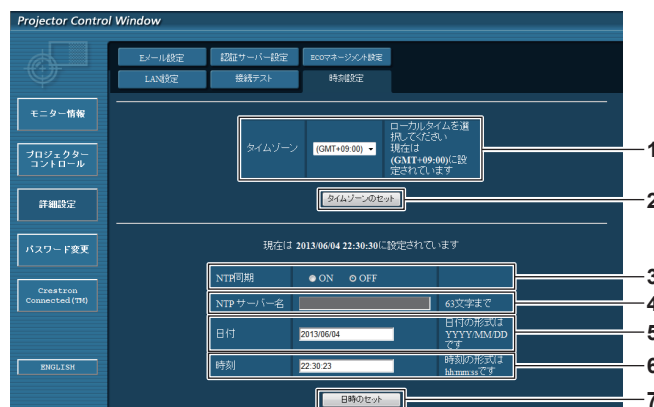 Projector Control Window
Eメール設定 認証サーバー設定 ECOマネージメント設定
LAN設定 接続テスト 時刻設定
モニター情報
プロジェクター
コントロール
詳細設定
パスワード変更
Crestron
Connected(TM)
ENGLISH
タイムゾーン (GMT+09:00)
ローカルタイムを選
択してください
現在は
(GMT+09:00)に設
定されています
1
タイムゾーンのセット
2
現在は 2013/06/04 22:30:30に設定されています
NTP同期 ON OFF
3
NTP サーバー名 63文字まで
4
日付 2013/06/04
日付の形式は
YYYY/MM/DD
です
5
時刻 22:30:23
時刻の形式は
hh:mm:ssです
6
日時のセット
7